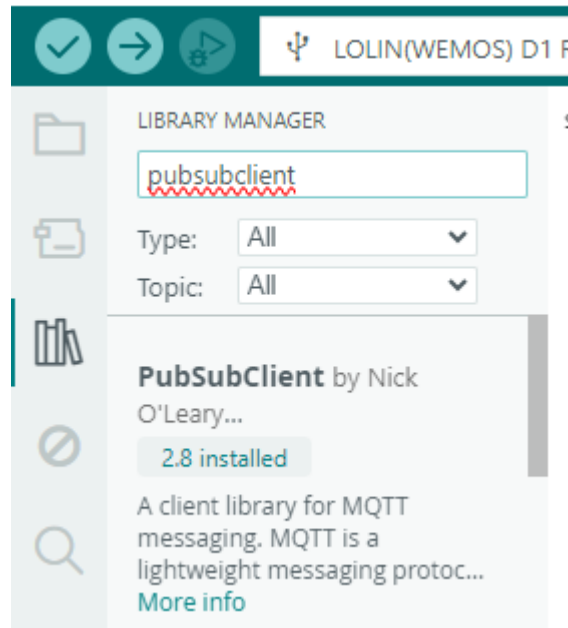 LOLIN(WEMOS) D1
LIBRARY MANAGER
pubsubclient
Type: All
Topic: All
PubSubClient by Nick
O'Leary...
2.8 installed
A client library for MQTT
messaging. MQTT is a
lightweight messaging protoc...
More info